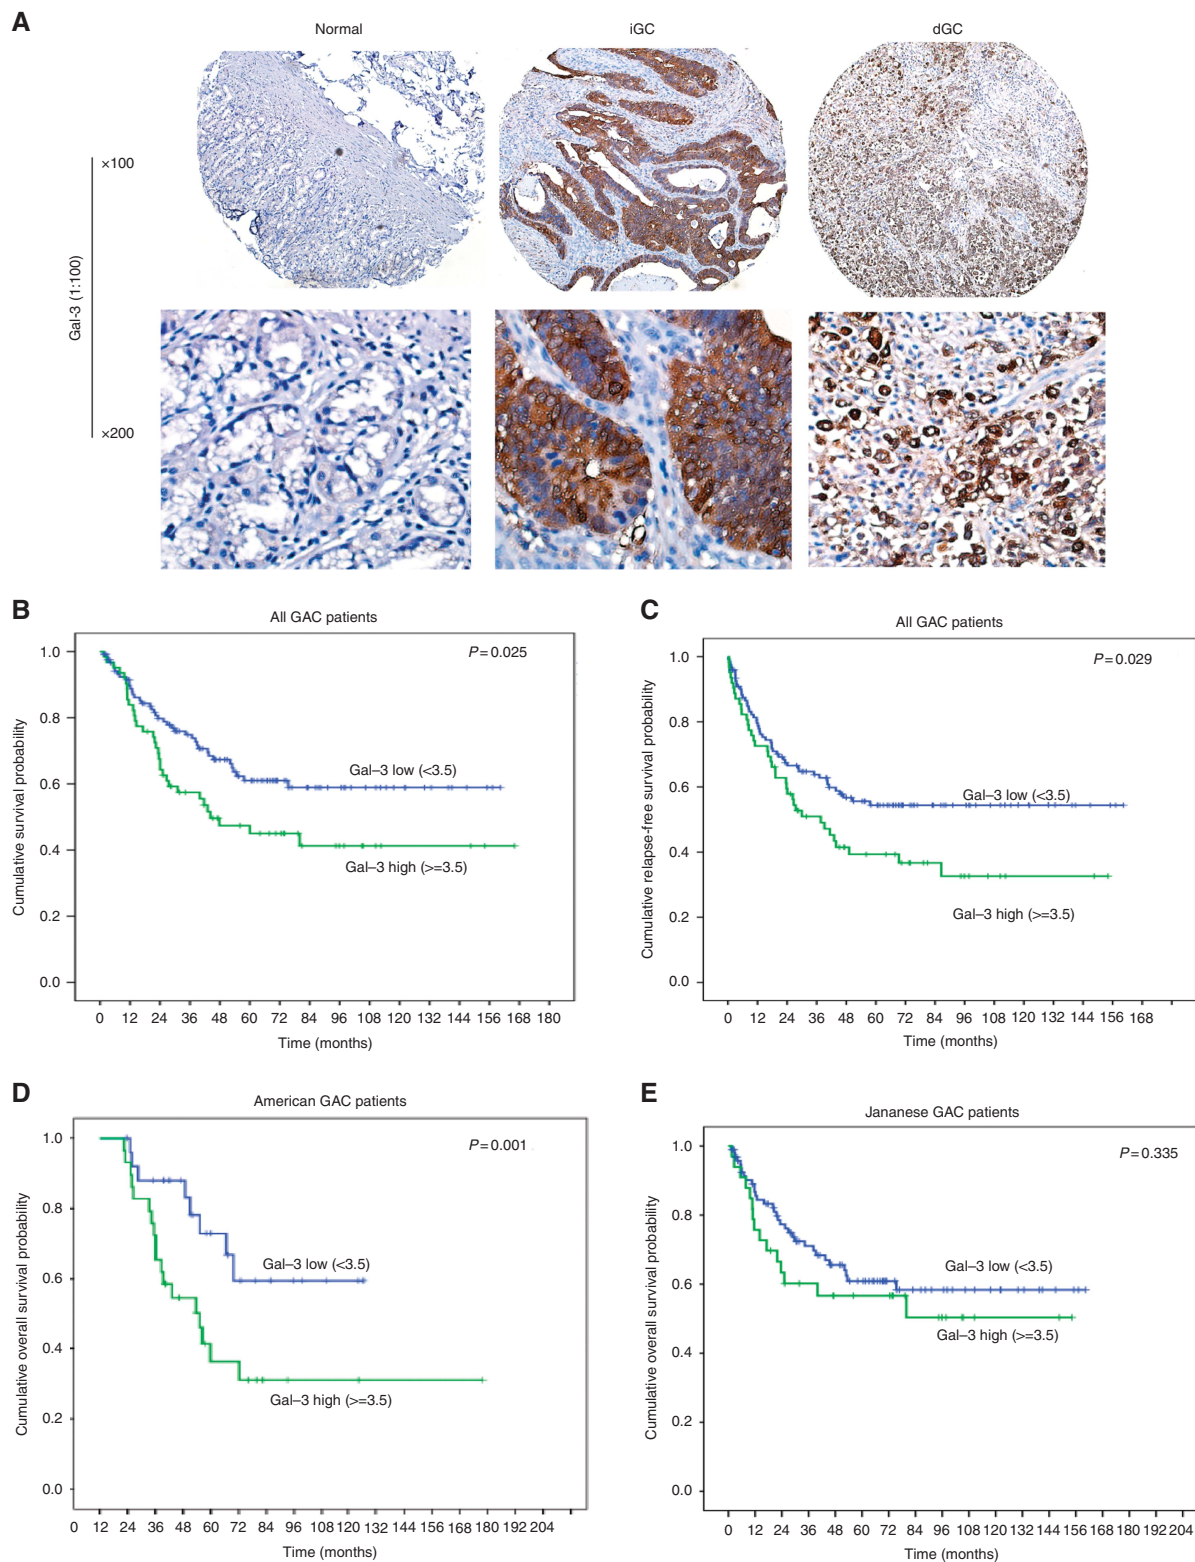 A
Normal
iGC
dGC
×100
Gal-3 (1:100)
×200
B
All GAC patients
P=0.025
1.0
0.8
0.6
0.4
0.2
0.0
Cumulative survival probability
Gal–3 low (<3.5)
Gal–3 high (>=3.5)
0 12 24 36 48 60 72 84 96 108 120 132 144 156 168 180
Time (months)
C
All GAC patients
P=0.029
1.0
0.8
0.6
0.4
0.2
0.0
Cumulative relapse-free survival probability
Gal–3 low (<3.5)
Gal–3 high (>=3.5)
0 12 24 36 48 60 72 84 96 108 120 132 144 156 168
Time (months)
D
American GAC patients
P=0.001
1.0
0.8
0.6
0.4
0.2
0.0
Cumulative overall survival probability
Gal–3 low (<3.5)
Gal–3 high (>=3.5)
0 12 24 36 48 60 72 84 96 108 120 132 144 156 168 180 192 204
Time (months)
E
Jananese GAC patients
P=0.335
1.0
0.8
0.6
0.4
0.2
0.0
Cumulative overall survival probability
Gal–3 low (<3.5)
Gal–3 high (>=3.5)
0 12 24 36 48 60 72 84 96 108 120 132 144 156 168 180 192 204
Time (months)